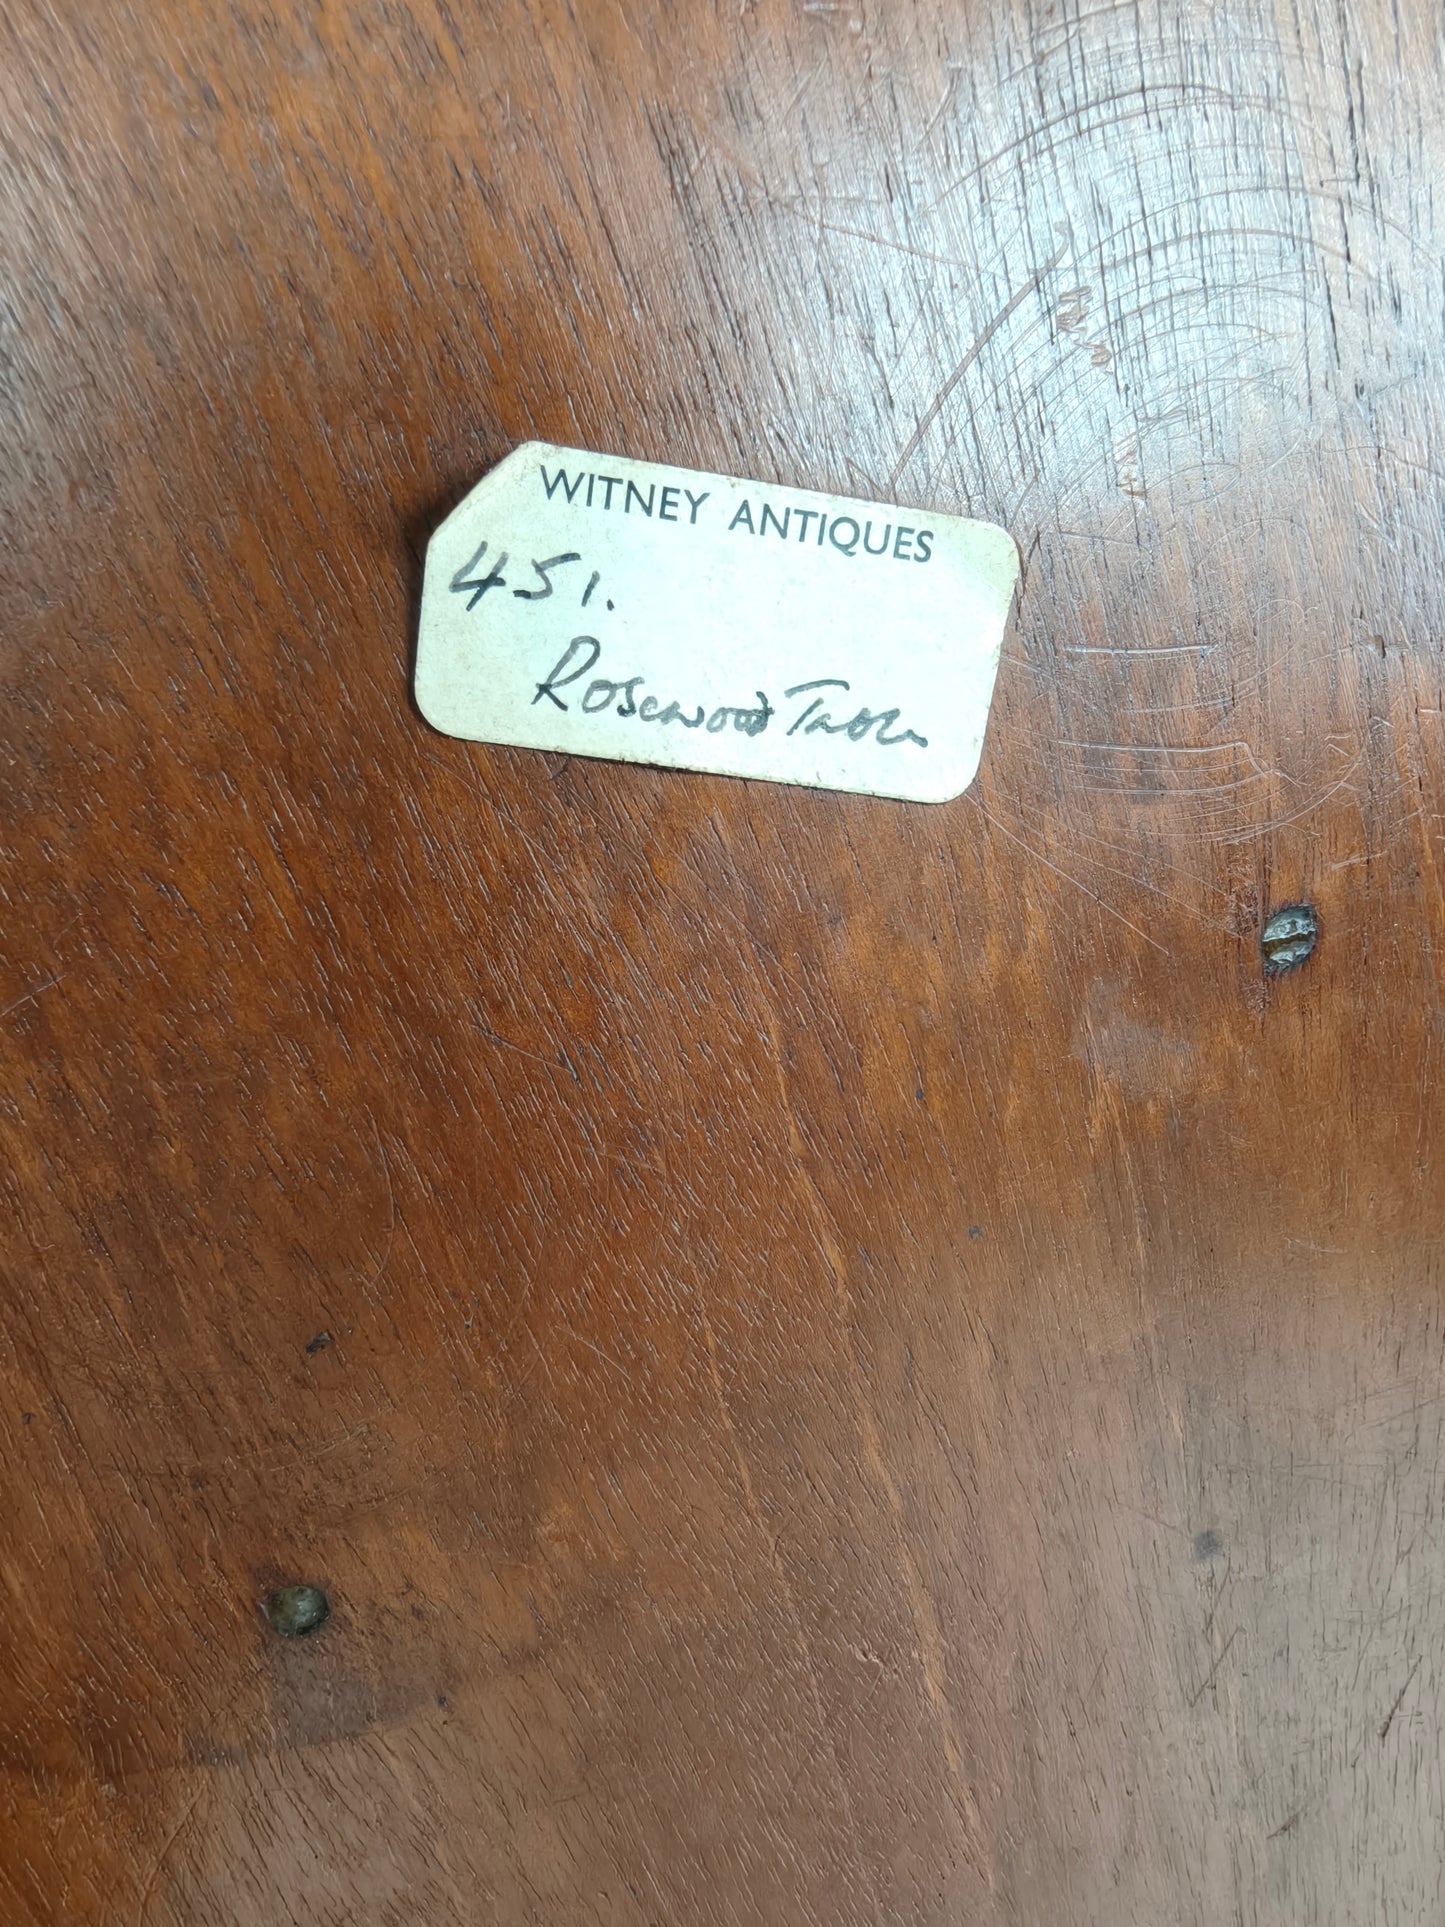 WITNEY ANTIQUES
451.
Rosewood Table